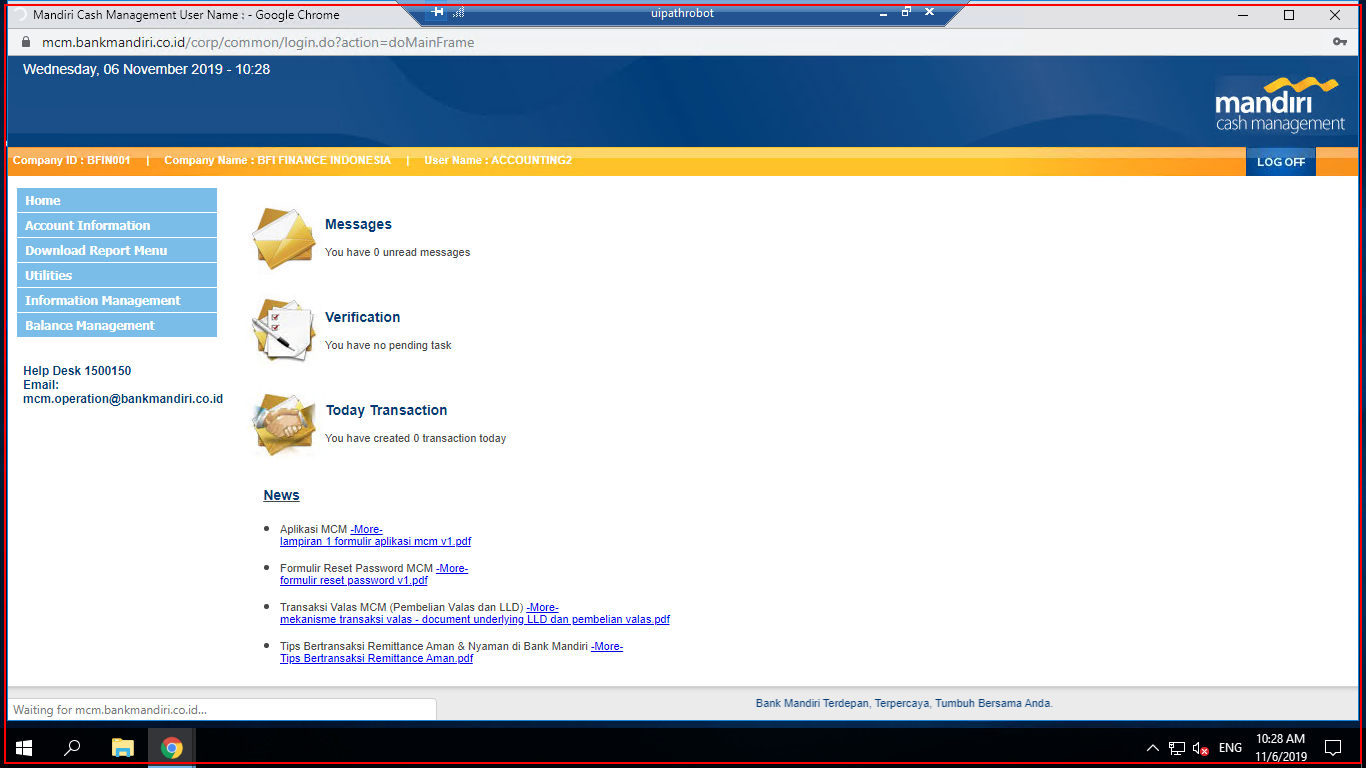 Mandiri Cash Management User Name : - Google Chrome
uipathrobot
mcm.bankmandiri.co.id/corp/common/login.do?action=doMainFrame
Wednesday, 06 November 2019 - 10:28
mandiri
cash management
Company ID : BFIN001 | Company Name : BFI FINANCE INDONESIA | User Name : ACCOUNTING2
LOG OFF
Home
Account Information
Download Report Menu
Utilities
Information Management
Balance Management
Help Desk 1500150
Email:
mcm.operation@bankmandiri.co.id
Messages
You have 0 unread messages
Verification
You have no pending task
Today Transaction
You have created 0 transaction today
News
Aplikasi MCM -More-
lampiran 1 formulir aplikasi mcm v1.pdf
Formulir Reset Password MCM -More-
formulir reset password v1.pdf
Transaksi Valas MCM (Pembelian Valas dan LLD) -More-
mekanisme transaksi valas - document underlying LLD dan pembelian valas.pdf
Tips Bertransaksi Remittance Aman & Nyaman di Bank Mandiri -More-
Tips Bertransaksi Remittance Aman.pdf
Waiting for mcm.bankmandiri.co.id...
Bank Mandiri Terdepan, Terpercaya, Tumbuh Bersama Anda.
ENG
10:28 AM
11/6/2019